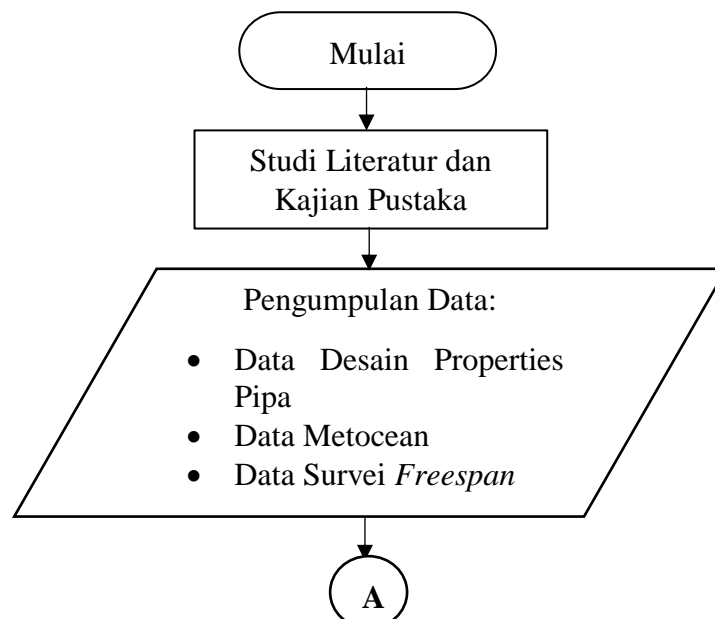 Mulai
Studi Literatur dan
Kajian Pustaka
Pengumpulan Data:
• Data Desain Properties
Pipa
• Data Metocean
• Data Survei Freespan
A